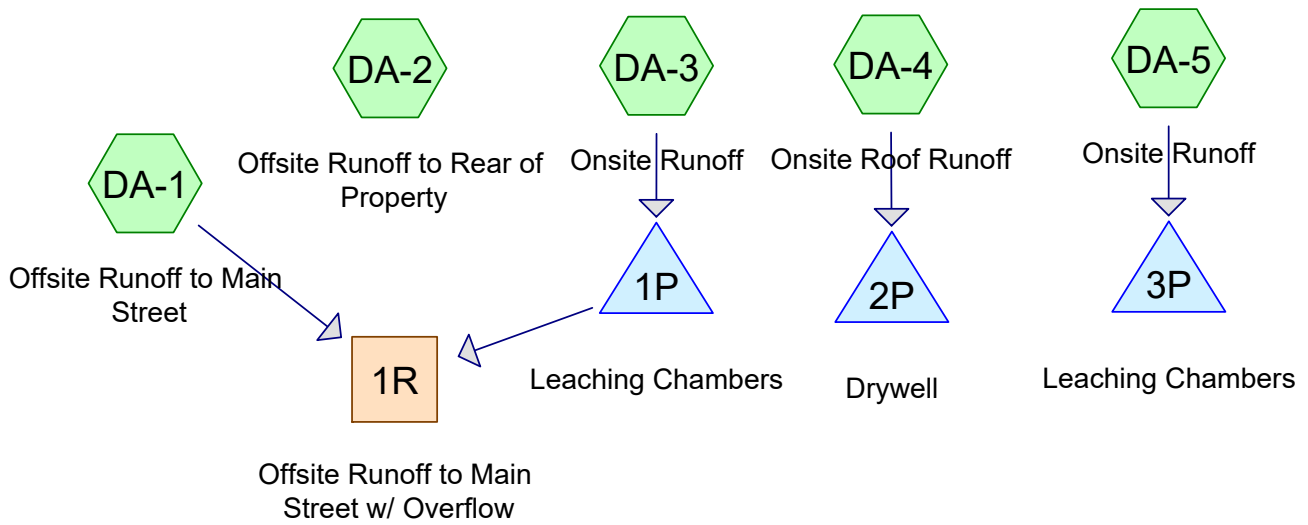 DA-2
DA-3
DA-4
DA-5
DA-1
Offsite Runoff to Rear of
Property
Onsite Runoff
Onsite Roof Runoff
Onsite Runoff
Offsite Runoff to Main
Street
1P
2P
3P
1R
Leaching Chambers
Drywell
Leaching Chambers
Offsite Runoff to Main
Street w/ Overflow